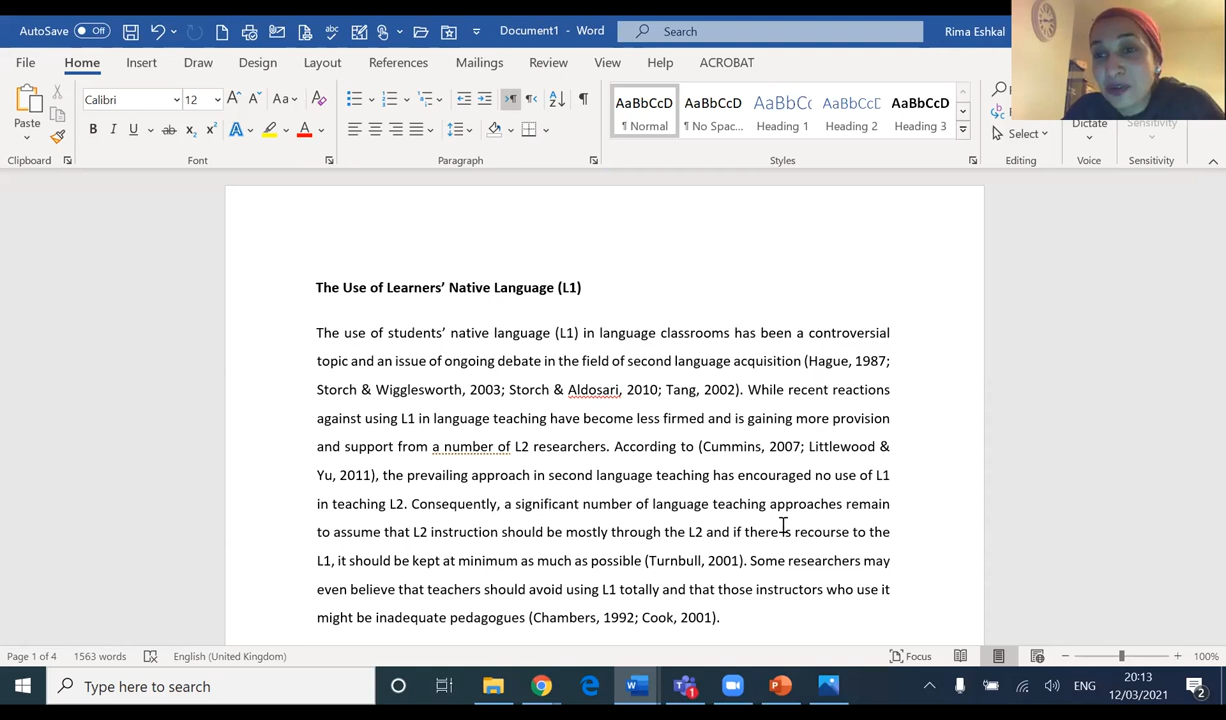 AutoSave Off Document1 - Word Search Rima Eshkal
File Home Insert Draw Design Layout References Mailings Review View Help ACROBAT
Calibri 12 Aa AaBbCcD AaBbCcD AaBbC AaBbC AaBbCcD
Paste B I U ab x₂ x² A A ¶ Normal ¶ No Spac... Heading 1 Heading 2 Heading 3 Select Dictate Sensitivity
Clipboard Font Paragraph Styles Editing Voice Sensitivity
The Use of Learners’ Native Language (L1)
The use of students’ native language (L1) in language classrooms has been a controversial
topic and an issue of ongoing debate in the field of second language acquisition (Hague, 1987;
Storch & Wigglesworth, 2003; Storch & Aldosari, 2010; Tang, 2002). While recent reactions
against using L1 in language teaching have become less firmed and is gaining more provision
and support from a number of L2 researchers. According to (Cummins, 2007; Littlewood &
Yu, 2011), the prevailing approach in second language teaching has encouraged no use of L1
in teaching L2. Consequently, a significant number of language teaching approaches remain
to assume that L2 instruction should be mostly through the L2 and if there is recourse to the
L1, it should be kept at minimum as much as possible (Turnbull, 2001). Some researchers may
even believe that teachers should avoid using L1 totally and that those instructors who use it
might be inadequate pedagogues (Chambers, 1992; Cook, 2001).
Page 1 of 4 1563 words English (United Kingdom) Focus 100%
Type here to search ENG 20:13
12/03/2021